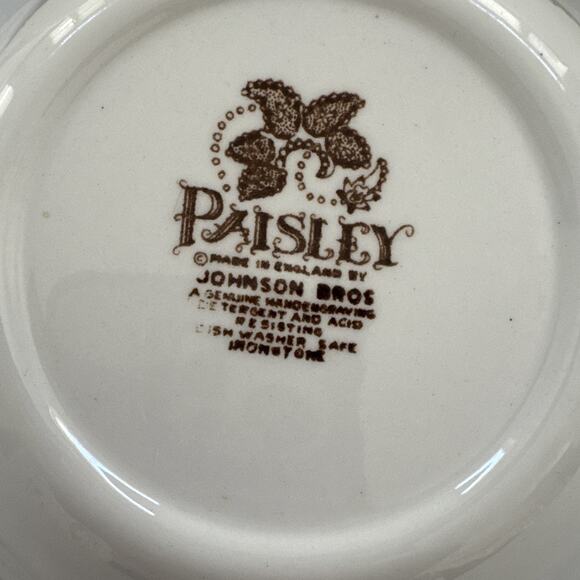 PAISLEY
© MADE IN ENGLAND BY
JOHNSON BROS
A GENUINE HANDENGRAVING
DETERGENT AND ACID
RESISTING
DISH WASHER SAFE
IRONSTONE